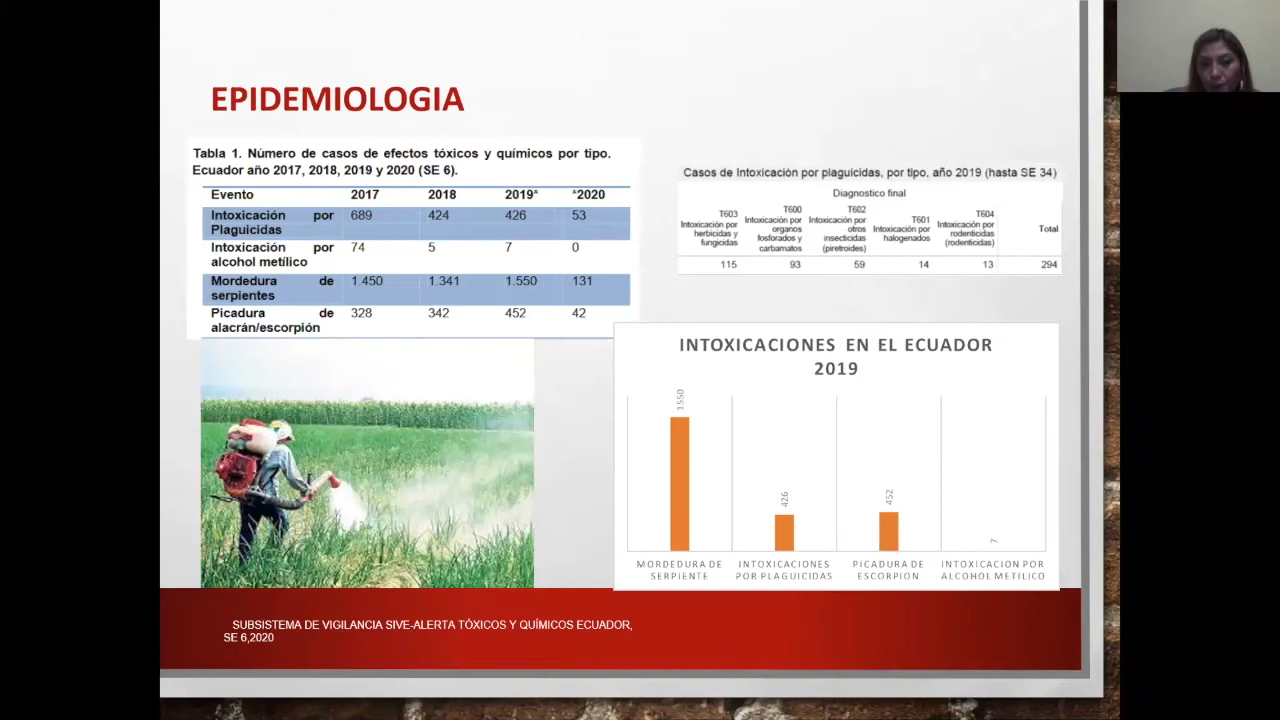 EPIDEMIOLOGIA
Tabla 1. Número de casos de efectos tóxicos y químicos por tipo.
Ecuador año 2017, 2018, 2019 y 2020 (SE 6).
Evento 2017 2018 2019* *2020
Intoxicación por 689 424 426 53
Plaguicidas
Intoxicación por 74 5 7 0
alcohol metílico
Mordedura de 1.450 1.341 1.550 131
serpientes
Picadura de 328 342 452 42
alacrán/escorpión
Casos de Intoxicación por plaguicidas, por tipo, año 2019 (hasta SE 34)
Diagnostico final
T603
Intoxicación por
herbicidas y
fungicidas
T600
Intoxicación por
organos
fosforados y
carbamatos
T602
Intoxicación por
otros
insecticidas
(piretroides)
T601
Intoxicación por
halogenados
T604
Intoxicación por
rodenticidas
(rodenticidas)
Total
115 93 59 14 13 294
INTOXICACIONES EN EL ECUADOR
2019
1550
426
452
7
MORDEDURA DE
SERPIENTE
INTOXICACIONES
POR PLAGUICIDAS
PICADURA DE
ESCORPION
INTOXICACION POR
ALCOHOL METILICO
SUBSISTEMA DE VIGILANCIA SIVE-ALERTA TÓXICOS Y QUÍMICOS ECUADOR,
SE 6,2020